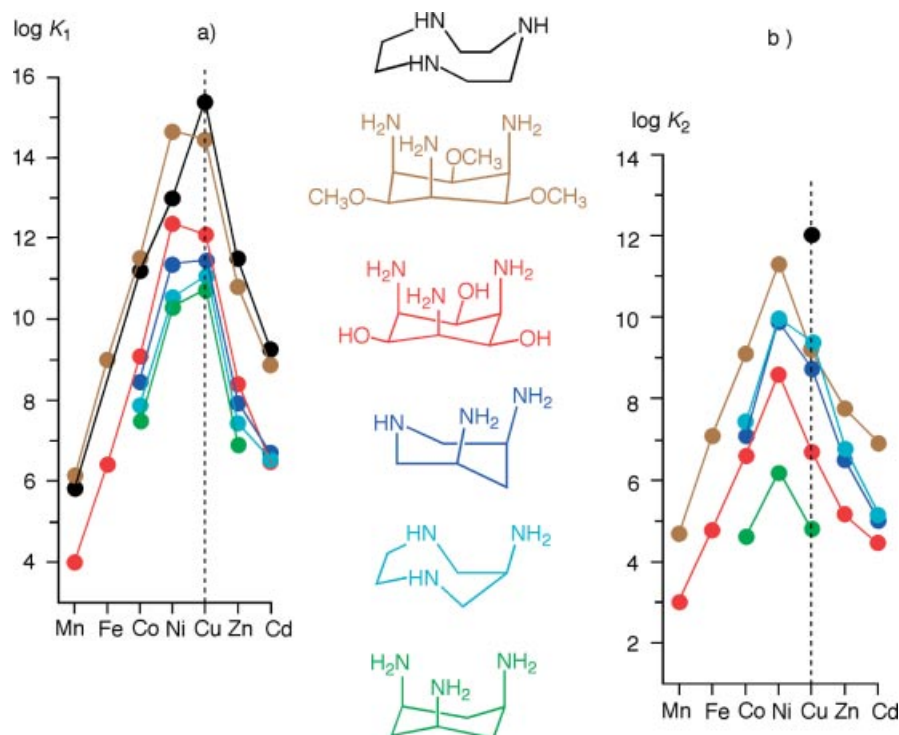 log K₁
a)
16
14
12
10
8
6
4
Mn Fe Co Ni Cu Zn Cd
HN
NH
HN
H₂N
H₂N
NH₂
OCH₃
CH₃O
OCH₃
H₂N
H₂N
OH
NH₂
HO
OH
HN
NH₂
NH₂
HN
NH₂
HN
H₂N
NH₂
NH₂
b )
log K₂
14
12
10
8
6
4
2
Mn Fe Co Ni Cu Zn Cd